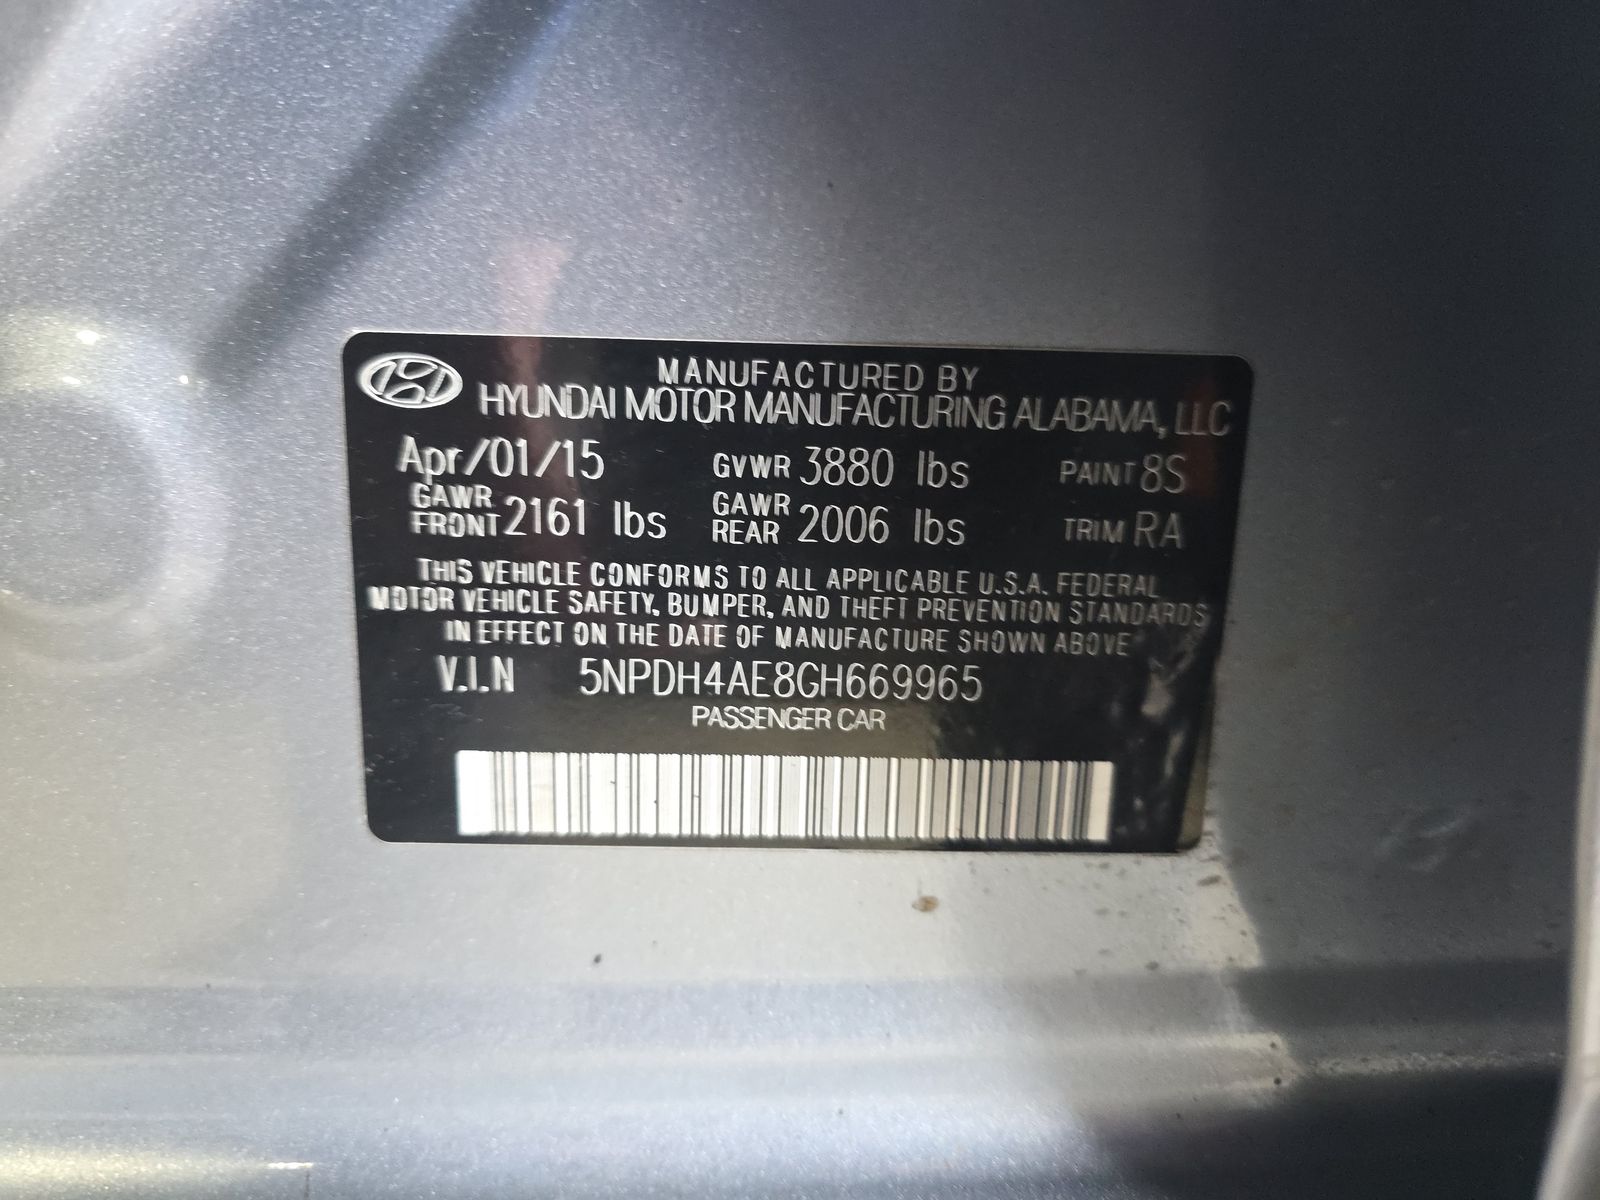 MANUFACTURED BY
HYUNDAI MOTOR MANUFACTURING ALABAMA, LLC
Apr/01/15 GVWR 3880 lbs PAINT 8S
GAWR FRONT 2161 lbs GAWR REAR 2006 lbs TRIM RA
THIS VEHICLE CONFORMS TO ALL APPLICABLE U.S.A. FEDERAL
MOTOR VEHICLE SAFETY, BUMPER, AND THEFT PREVENTION STANDARDS
IN EFFECT ON THE DATE OF MANUFACTURE SHOWN ABOVE
V.I.N 5NPDH4AE8GH669965
PASSENGER CAR